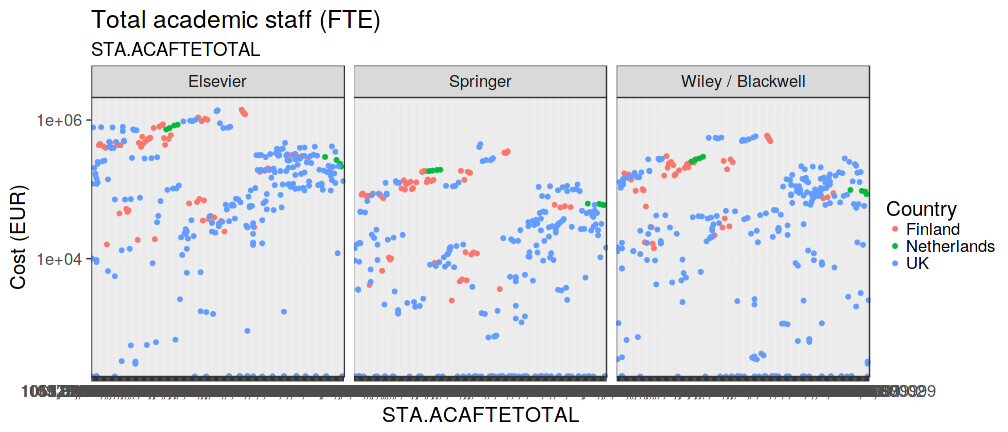 Total academic staff (FTE)
STA.ACAFTETOTAL
Elsevier
Springer
Wiley / Blackwell
1e+06
1e+04
Cost (EUR)
STA.ACAFTETOTAL
Country
Finland
Netherlands
UK